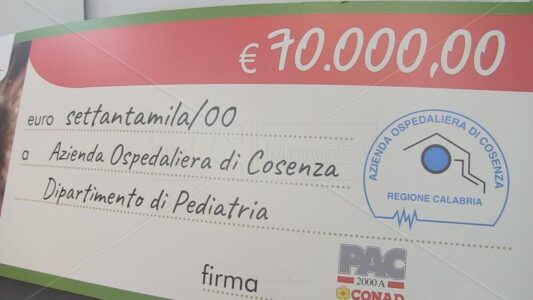 € 70.000,00
euro settantamila/00
a Azienda Ospedaliera di Cosenza
Dipartimento di Pediatria
AZIENDA OSPEDALIERA DI COSENZA
REGIONE CALABRIA
firma
PAC
2000 A
CONAD